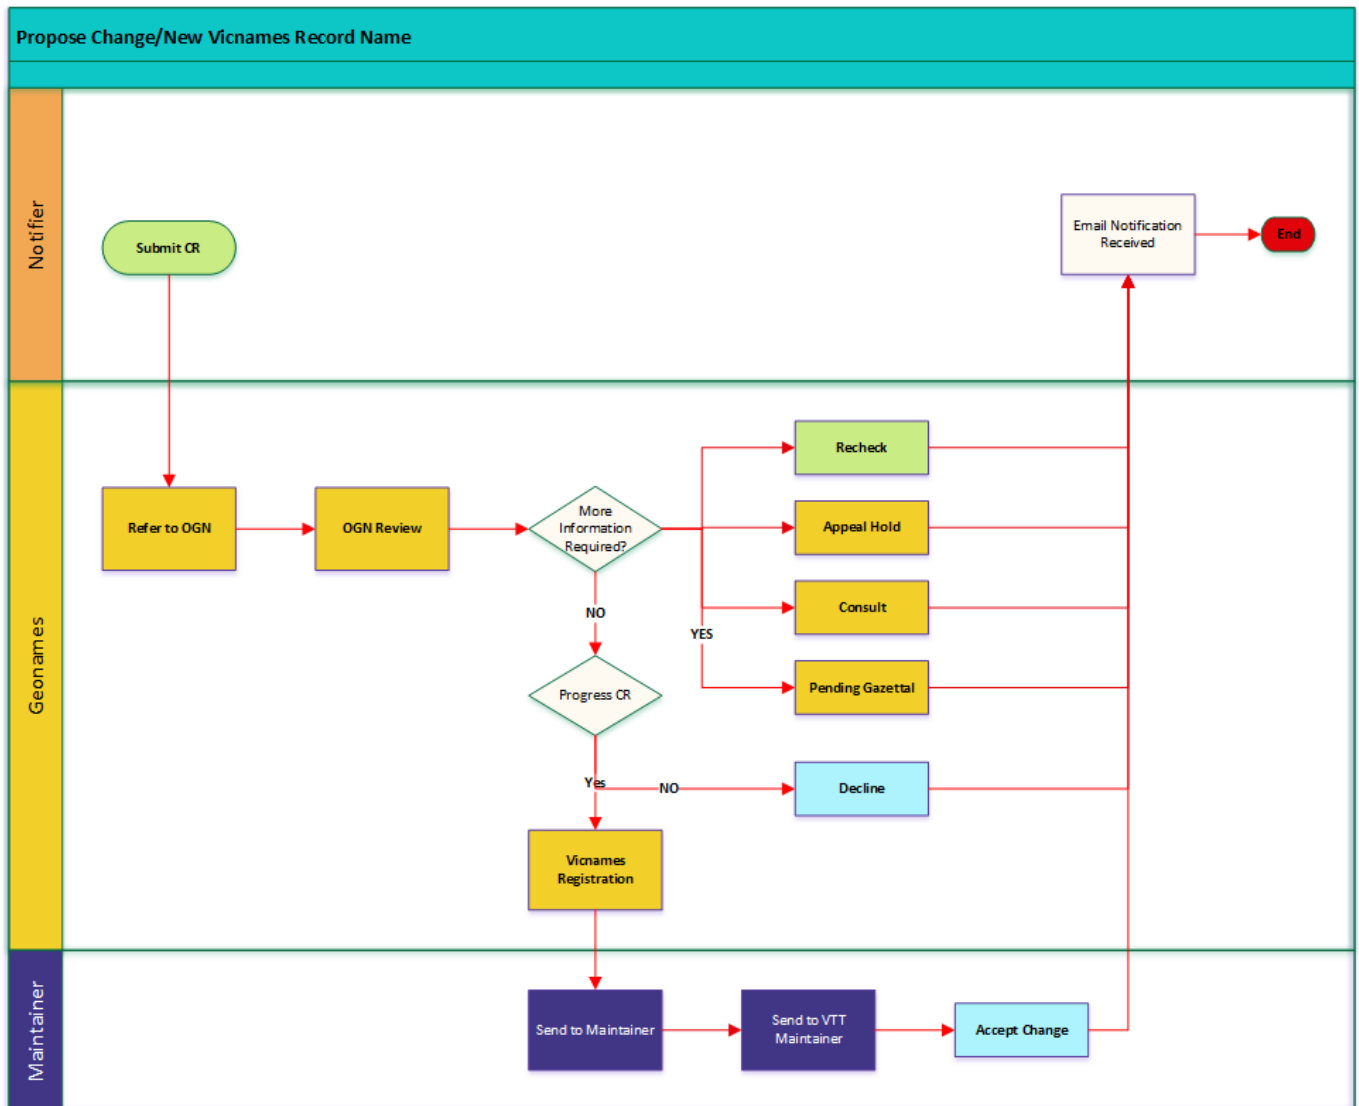 Propose Change/New Vicnames Record Name
Notifier
Submit CR
Email Notification
Received
End
Geonames
Refer to OGN
OGN Review
More
Information
Required?
Recheck
Appeal Hold
Consult
Pending Gazettal
NO
YES
Progress CR
Yes
NO
Decline
Vicnames
Registration
Maintainer
Send to Maintainer
Send to VTT
Maintainer
Accept Change